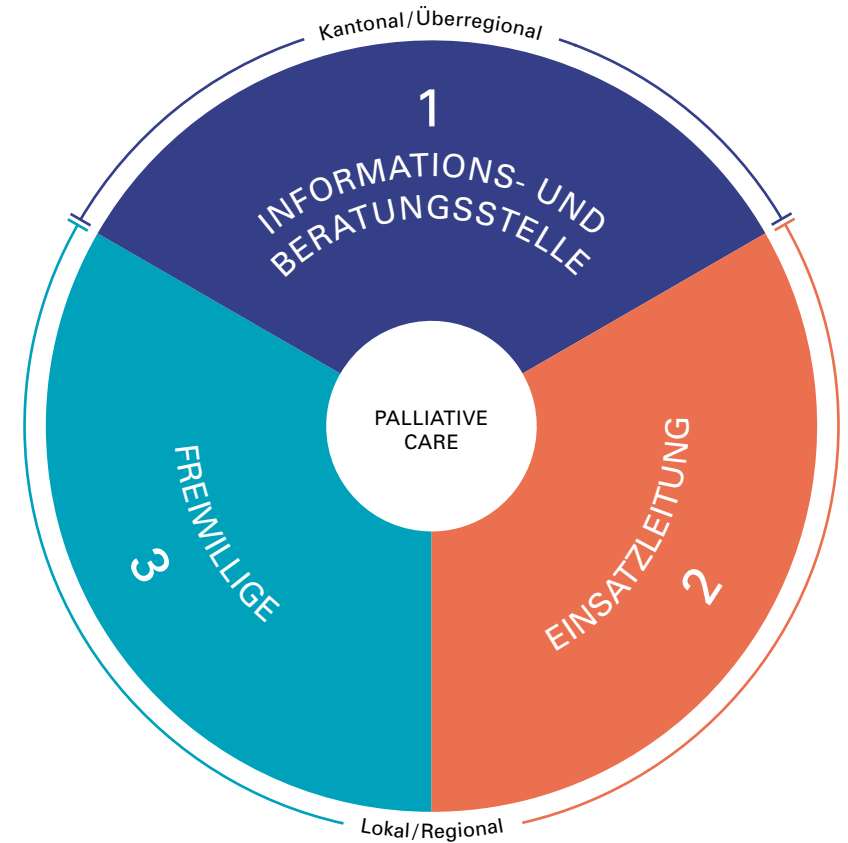 Kantonal/Überregional
1
INFORMATIONS- UND
BERATUNGSSTELLE
PALLIATIVE
CARE
EINSATZLEITUNG
2
FREIWILLIGE
3
Lokal/Regional